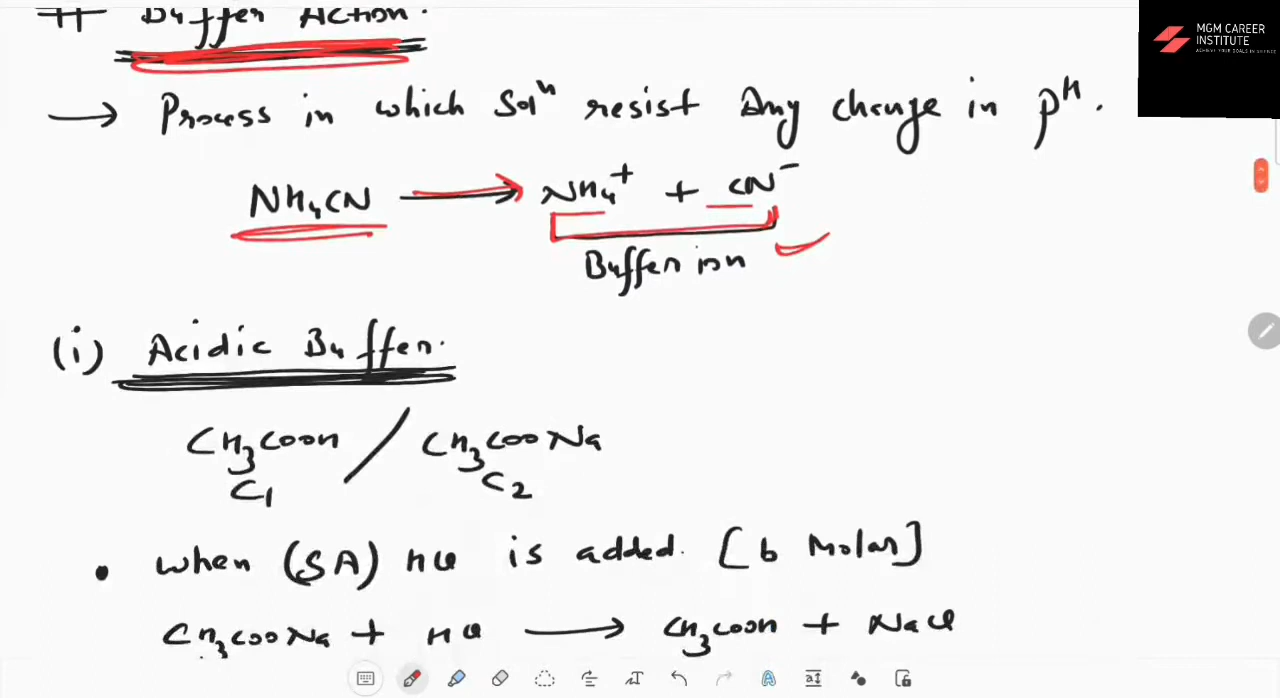 # Buffer Action.
MGM CAREER
INSTITUTE
→ Process in which Solⁿ resist Any change in pᴴ.
NH₄CN → NH₄⁺ + CN⁻
Buffer ion
(i) Acidic Buffer.
CH₃COOH / CH₃COONa
C₁ C₂
• when (SA) HCl is added. [b Molar]
CH₃COONa + HCl → CH₃COOH + NaCl